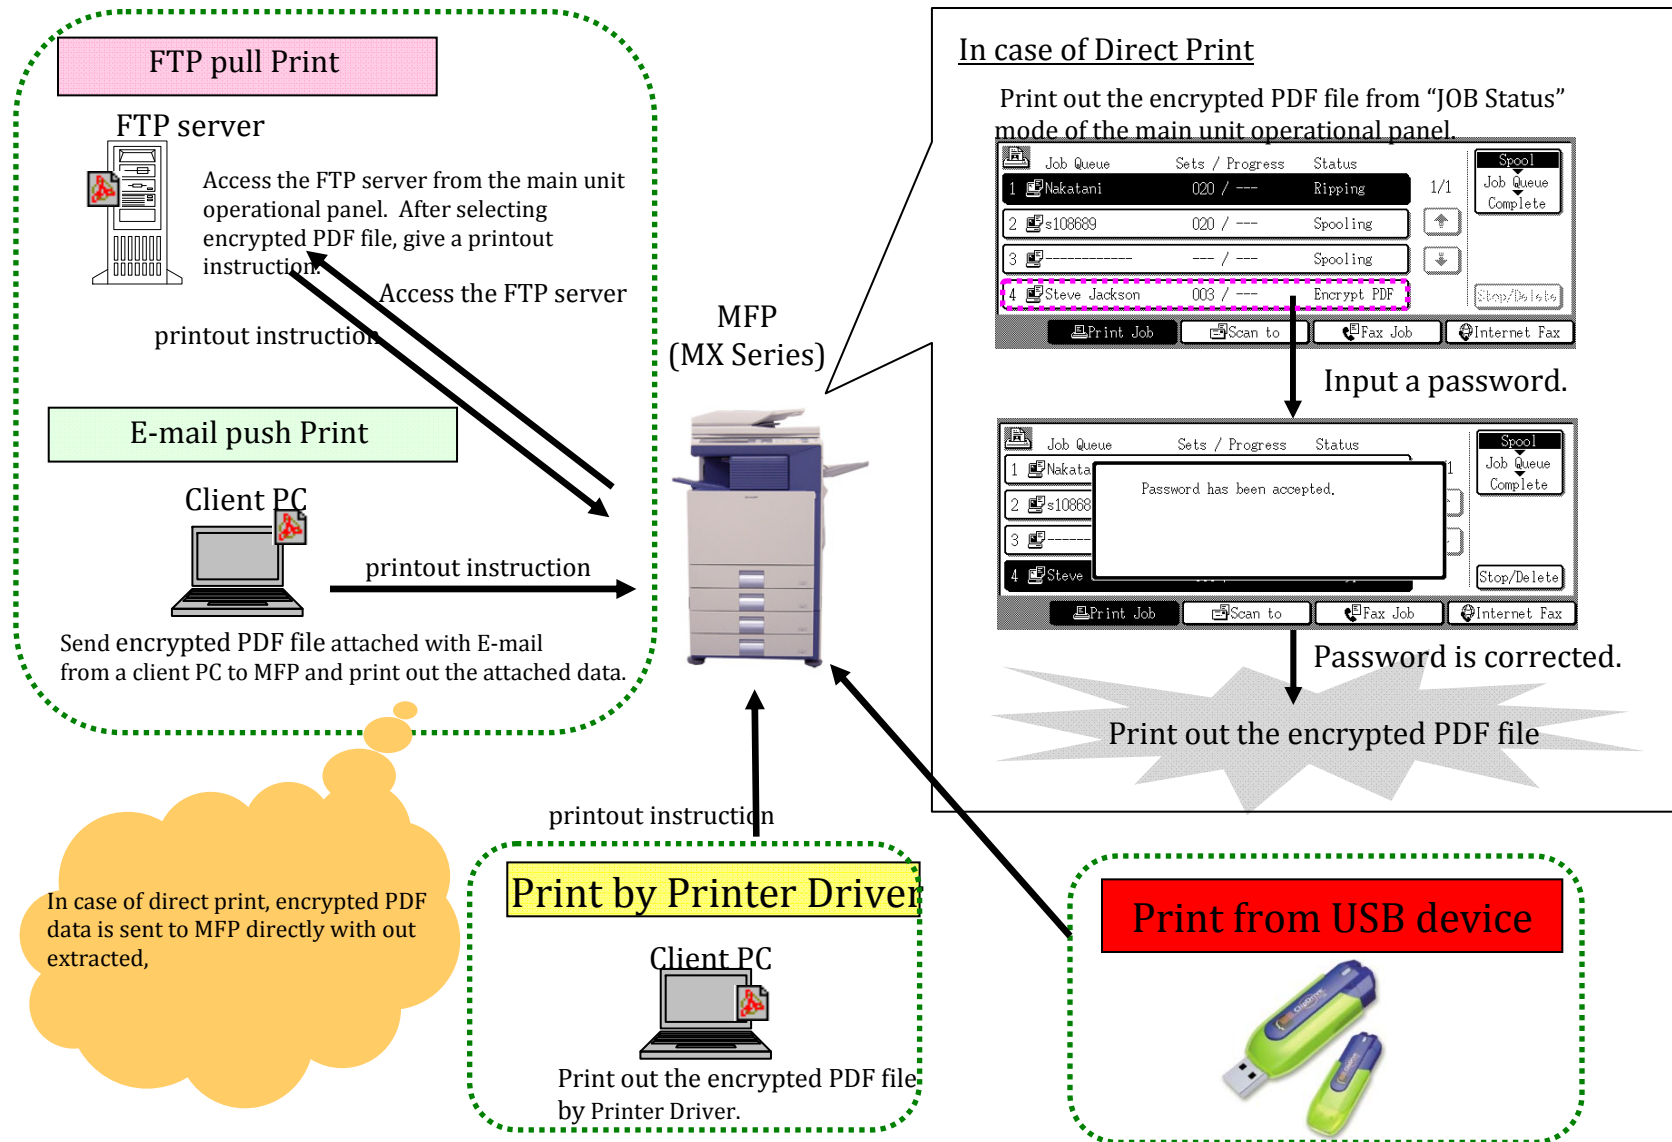 FTP pull Print
FTP server
Access the FTP server from the main unit
operational panel.  After selecting
encrypted PDF file, give a printout
instruction.
Access the FTP server
printout instruction
E-mail push Print
Client PC
printout instruction
Send encrypted PDF file attached with E-mail
from a client PC to MFP and print out the attached data.
In case of direct print, encrypted PDF
data is sent to MFP directly with out
extracted,
MFP
(MX Series)
printout instruction
Print by Printer Driver
Client PC
Print out the encrypted PDF file
by Printer Driver.
Print from USB device
ClipDrive
In case of Direct Print
Print out the encrypted PDF file from “JOB Status”
mode of the main unit operational panel.
Job Queue Sets / Progress Status
1 Nakatani 020 / --- Ripping
2 s108689 020 / --- Spooling
3 ------------ --- / --- Spooling
4 Steve Jackson 003 / --- Encrypt PDF
1/1
Spool
Job Queue
Complete
Stop/Delete
Print Job Scan to Fax Job Internet Fax
Input a password.
Job Queue Sets / Progress Status
1 Nakata
2 s10868
3 ------
4 Steve
Password has been accepted.
Spool
Job Queue
Complete
Stop/Delete
Print Job Scan to Fax Job Internet Fax
Password is corrected.
Print out the encrypted PDF file